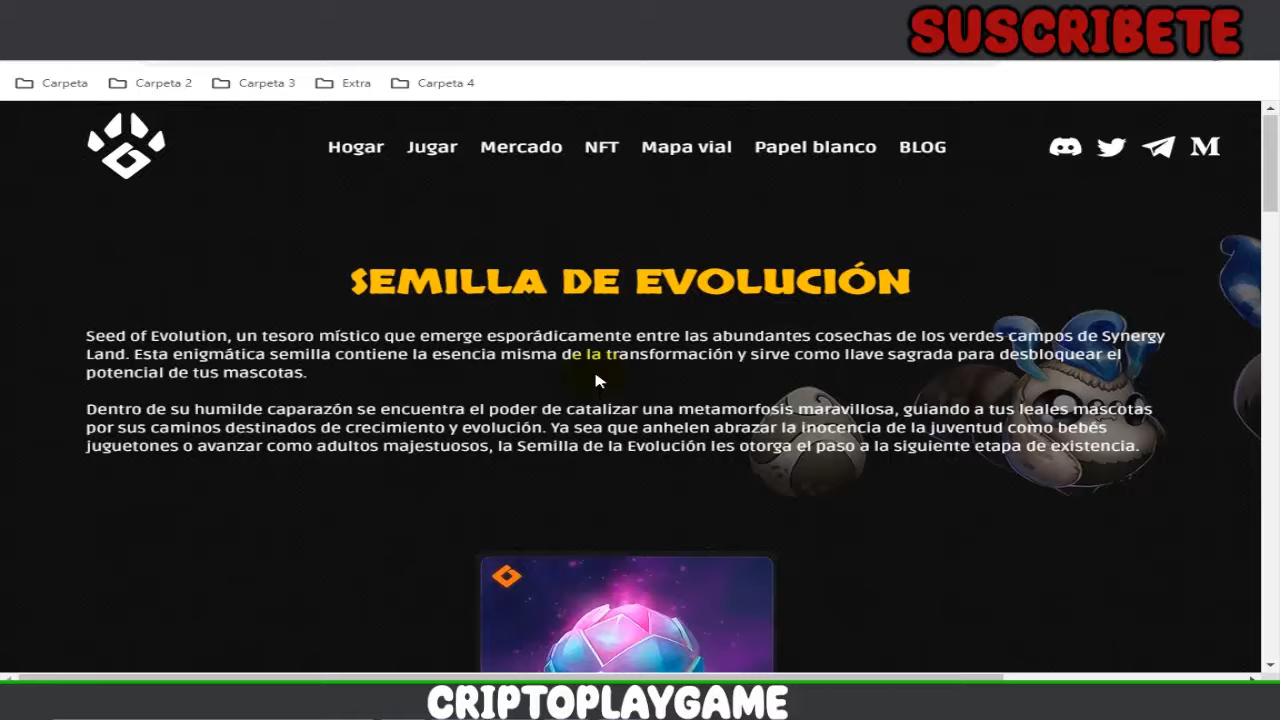 SUSCRIBETE
Carpeta Carpeta 2 Carpeta 3 Extra Carpeta 4
Hogar Jugar Mercado NFT Mapa vial Papel blanco BLOG M
SEMILLA DE EVOLUCIÓN
Seed of Evolution, un tesoro místico que emerge esporádicamente entre las abundantes cosechas de los verdes campos de Synergy
Land. Esta enigmática semilla contiene la esencia misma de la transformación y sirve como llave sagrada para desbloquear el
potencial de tus mascotas.
Dentro de su humilde caparazón se encuentra el poder de catalizar una metamorfosis maravillosa, guiando a tus leales mascotas
por sus caminos destinados de crecimiento y evolución. Ya sea que anhelen abrazar la inocencia de la juventud como bebés
juguetones o avanzar como adultos majestuosos, la Semilla de la Evolución les otorga el paso a la siguiente etapa de existencia.
CRIPTOPLAYGAME